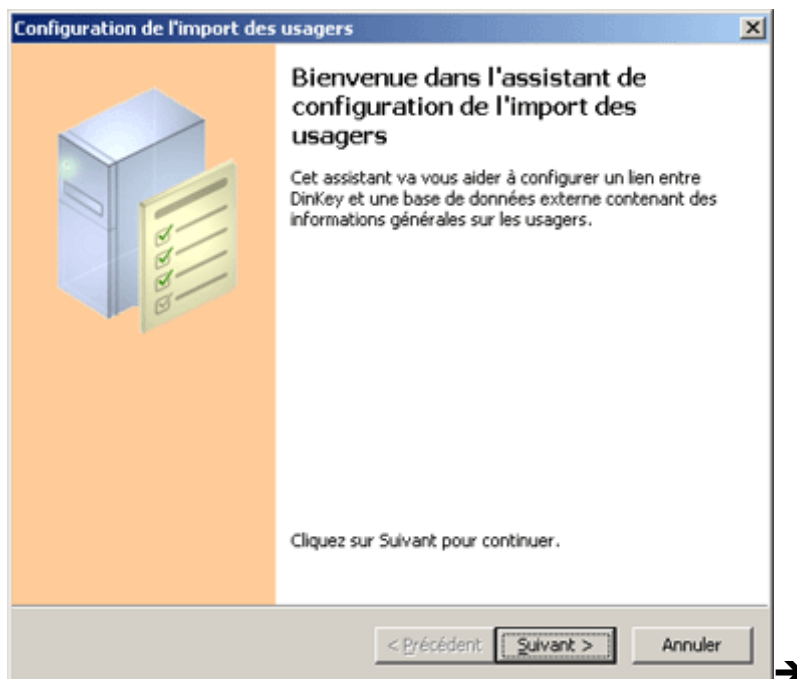 Configuration de l'import des usagers
Bienvenue dans l'assistant de
configuration de l'import des
usagers
Cet assistant va vous aider à configurer un lien entre
DinKey et une base de données externe contenant des
informations générales sur les usagers.
Cliquez sur Suivant pour continuer.
< Précédent Suivant > Annuler